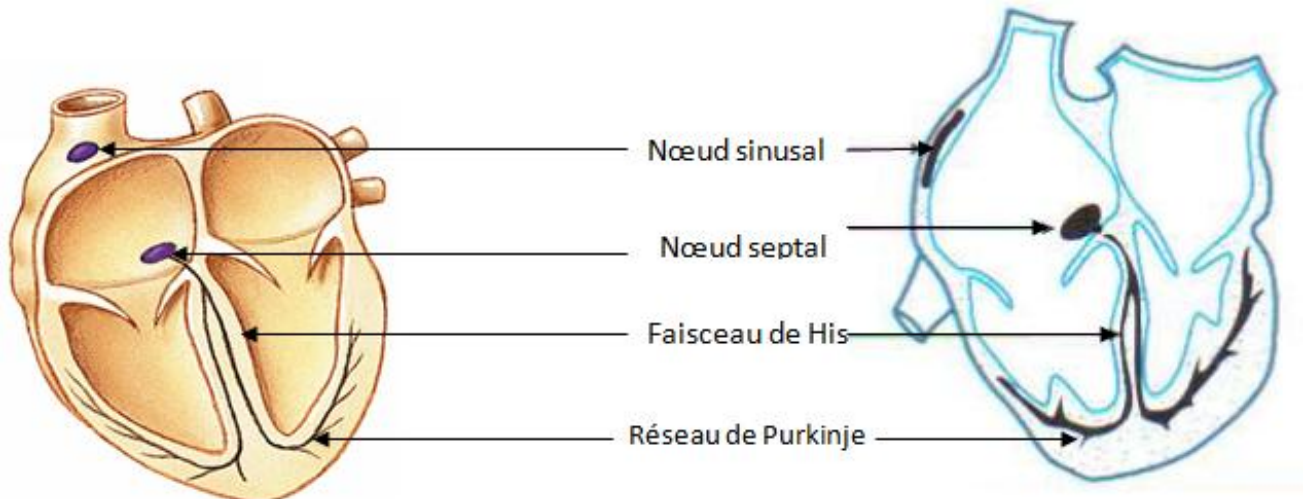 Nœud sinusal
Nœud septal
Faisceau de His
Réseau de Purkinje